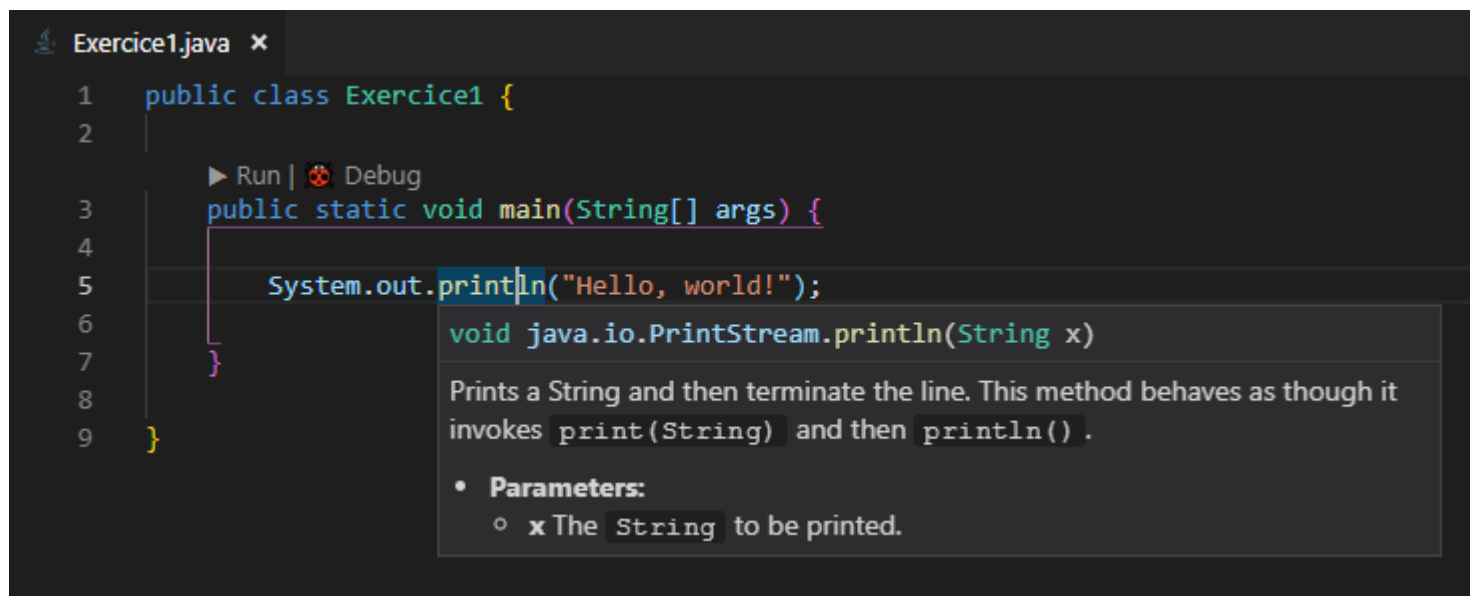 Exercice1.java ×
1 public class Exercice1 {
2
▶ Run | 🐞 Debug
3 public static void main(String[] args) {
4
5 System.out.println("Hello, world!");
6
7 }
8
9 }
void java.io.PrintStream.println(String x)
Prints a String and then terminate the line. This method behaves as though it
invokes print(String) and then println().
• Parameters:
○ x The String to be printed.